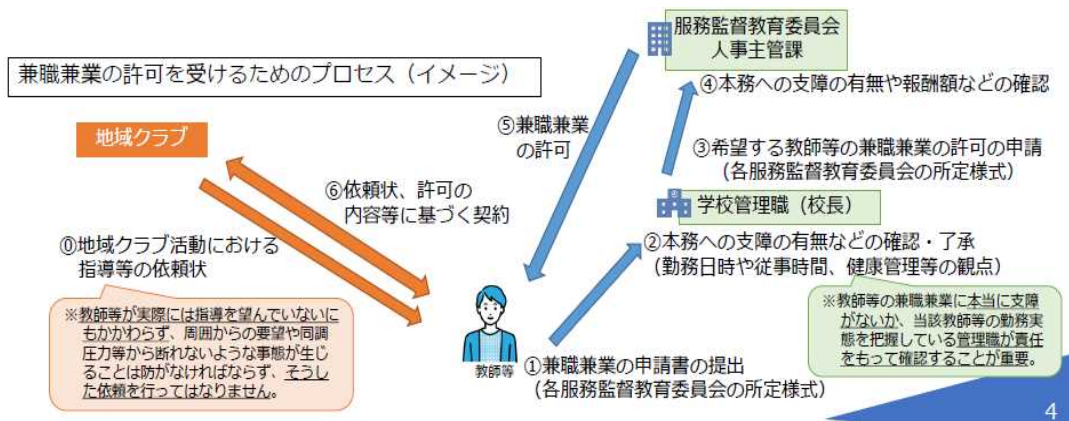 兼職兼業の許可を受けるためのプロセス（イメージ）
服務監督教育委員会
人事主管課
④本務への支障の有無や報酬額などの確認
⑤兼職兼業
の許可
③希望する教師等の兼職兼業の許可の申請
（各服務監督教育委員会の所定様式）
地域クラブ
⑥依頼状、許可の
内容等に基づく契約
学校管理職（校長）
②本務への支障の有無などの確認・了承
（勤務日時や従事時間、健康管理等の観点）
⓪地域クラブ活動における
指導等の依頼状
※教師等が実際には指導を望んでいないに
もかかわらず、周囲からの要望や同調
圧力等から断れないような事態が生じ
ることは防がなければならず、そうし
た依頼を行ってはなりません。
※教師等の兼職兼業に本当に支障
がないか、当該教師等の勤務実
態を把握している管理職が責任
をもって確認することが重要。
教師等
①兼職兼業の申請書の提出
（各服務監督教育委員会の所定様式）
4